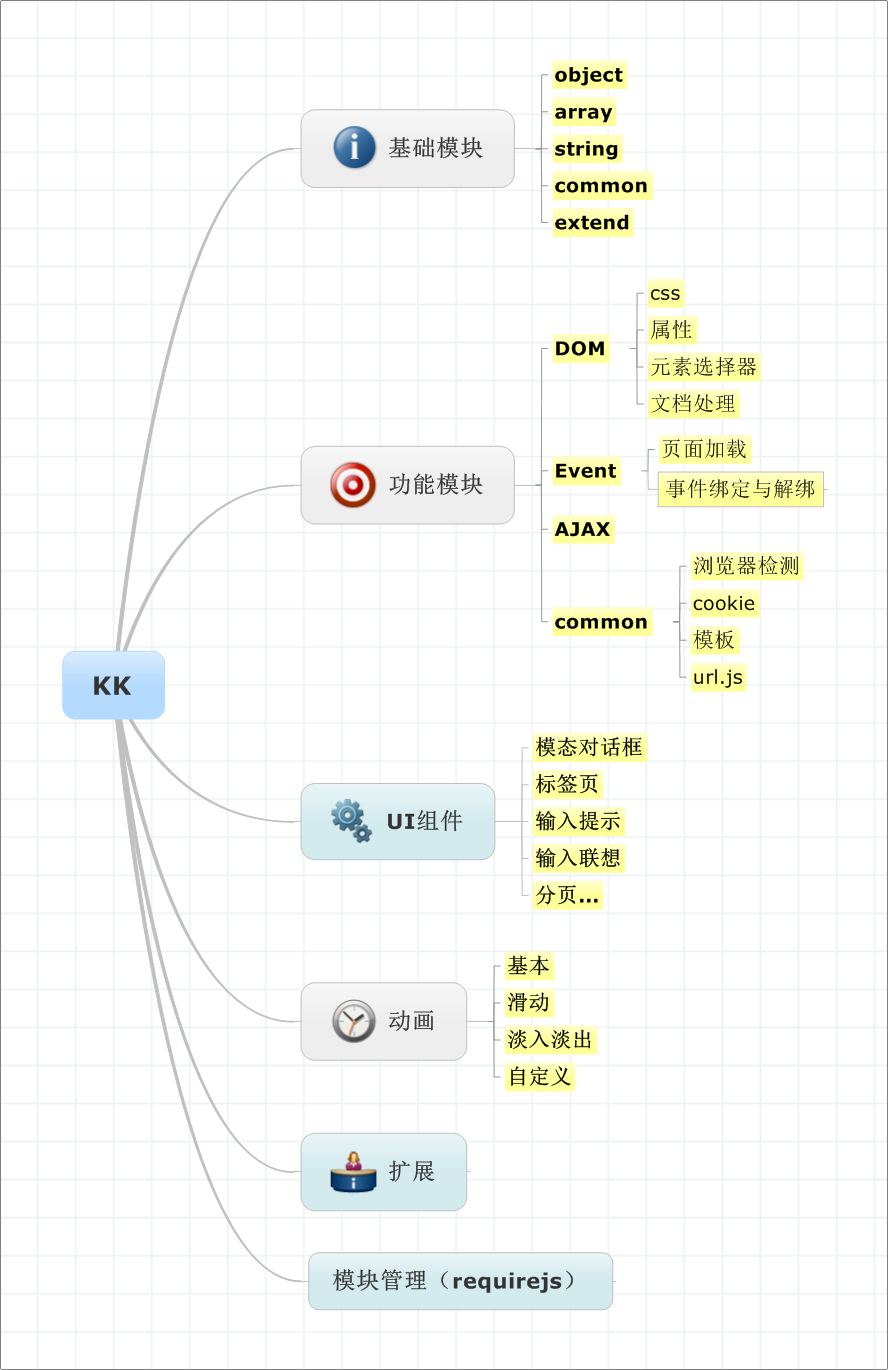 KK
基础模块
object
array
string
common
extend
功能模块
DOM
css
属性
元素选择器
文档处理
Event
页面加载
事件绑定与解绑
AJAX
common
浏览器检测
cookie
模板
url.js
UI组件
模态对话框
标签页
输入提示
输入联想
分页...
动画
基本
滑动
淡入淡出
自定义
扩展
模块管理（requirejs）